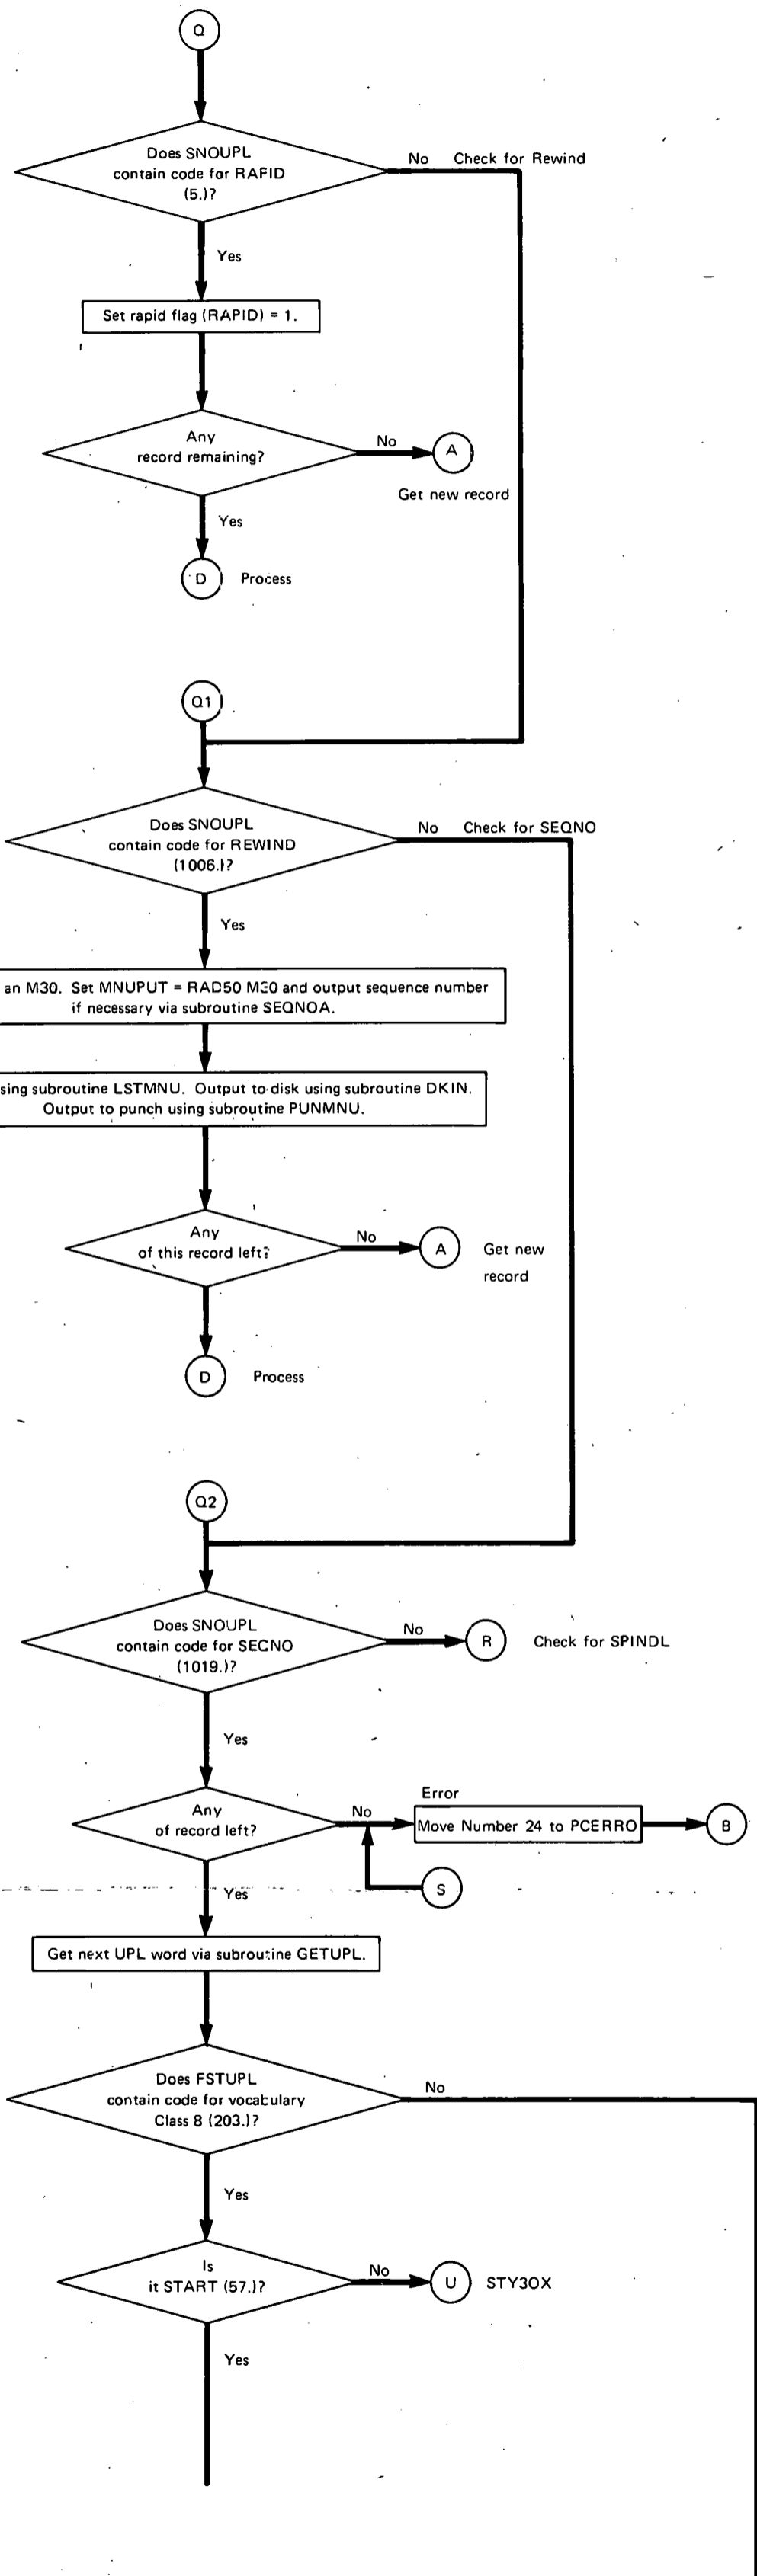 Q
Does SNOUPL
contain code for RAFID
(5.)?
No Check for Rewind
Yes
Set rapid flag (RAPID) = 1.
Any
record remaining?
No
A
Get new record
Yes
D Process
Q1
Does SNOUPL
contain code for REWIND
(1006.)?
No Check for SEQNO
Yes
an M30. Set MNUPUT = RAD50 M30 and output sequence number
if necessary via subroutine SEQNOA.
sing subroutine LSTMNU. Output to disk using subroutine DKIN.
Output to punch using subroutine PUNMNU.
Any
of this record left?
No
A
Get new
record
D Process
Q2
Does SNOUPL
contain code for SECNO
(1019.)?
No
R
Check for SPINDL
Yes
Any
of record left?
No
Error
Move Number 24 to PCERRO
B
S
Yes
Get next UPL word via subroutine GETUPL.
Does FSTUPL
contain code for vocabulary
Class 8 (203.)?
No
Yes
Is
it START (57.)?
No
U
STY3OX
Yes